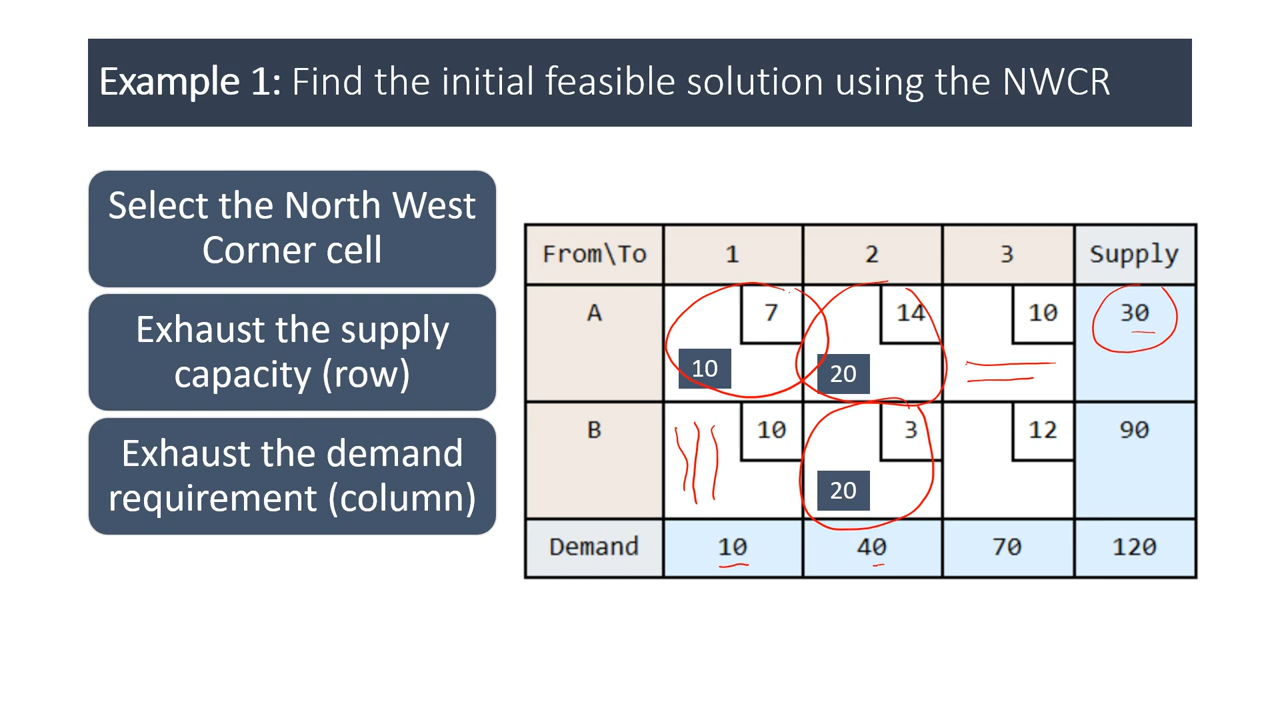 Example 1: Find the initial feasible solution using the NWCR
Select the North West
Corner cell
Exhaust the supply
capacity (row)
Exhaust the demand
requirement (column)
From\To 1 2 3 Supply
A 7 14 10 30
10 20
B 10 3 12 90
20
Demand 10 40 70 120